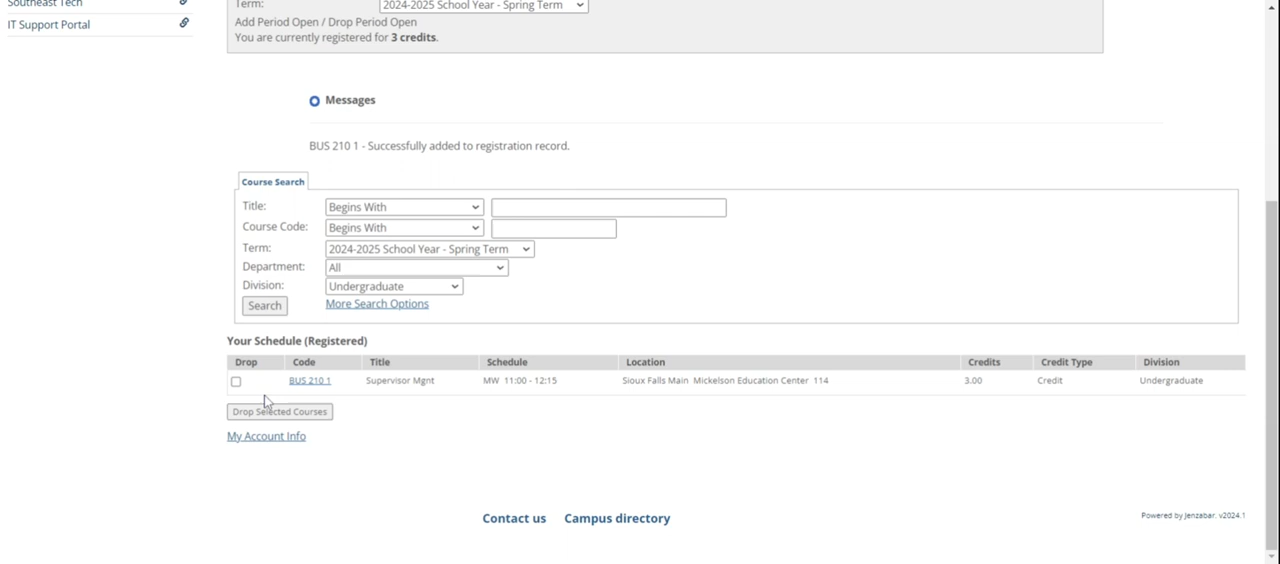 Southeast Tech
IT Support Portal
Term: 2024-2025 School Year - Spring Term
Add Period Open / Drop Period Open
You are currently registered for 3 credits.
Messages
BUS 210 1 - Successfully added to registration record.
Course Search
Title: Begins With
Course Code: Begins With
Term: 2024-2025 School Year - Spring Term
Department: All
Division: Undergraduate
Search More Search Options
Your Schedule (Registered)
Drop Code Title Schedule Location Credits Credit Type Division
BUS 210 1 Supervisor Mgnt MW 11:00 - 12:15 Sioux Falls Main Mickelson Education Center 114 3.00 Credit Undergraduate
Drop Selected Courses
My Account Info
Contact us Campus directory
Powered by Jenzabar. v2024.1